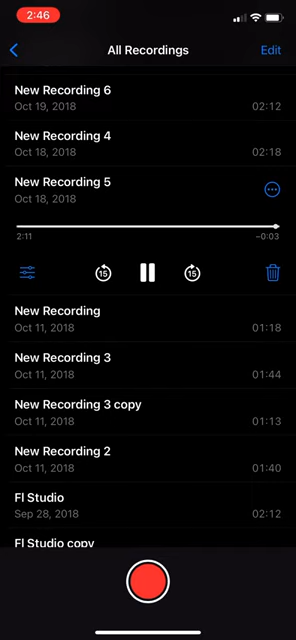 2:46
All Recordings
Edit
New Recording 6
Oct 19, 2018
02:12
New Recording 4
Oct 18, 2018
02:18
New Recording 5
Oct 18, 2018
2:11
−0:03
15
15
New Recording
Oct 11, 2018
01:18
New Recording 3
Oct 11, 2018
01:44
New Recording 3 copy
Oct 11, 2018
01:13
New Recording 2
Oct 11, 2018
01:40
Fl Studio
Sep 28, 2018
02:12
Fl Studio copy